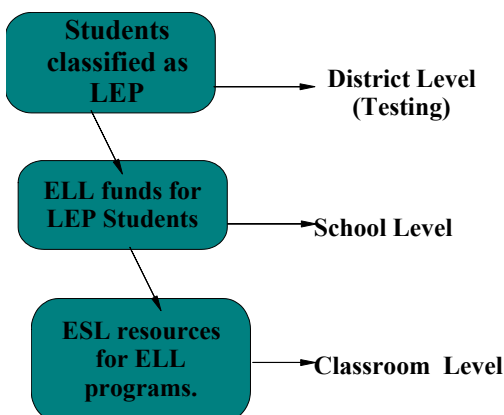 Students
classified as
LEP
District Level
(Testing)
ELL funds for
LEP Students
School Level
ESL resources
for ELL
programs.
Classroom Level